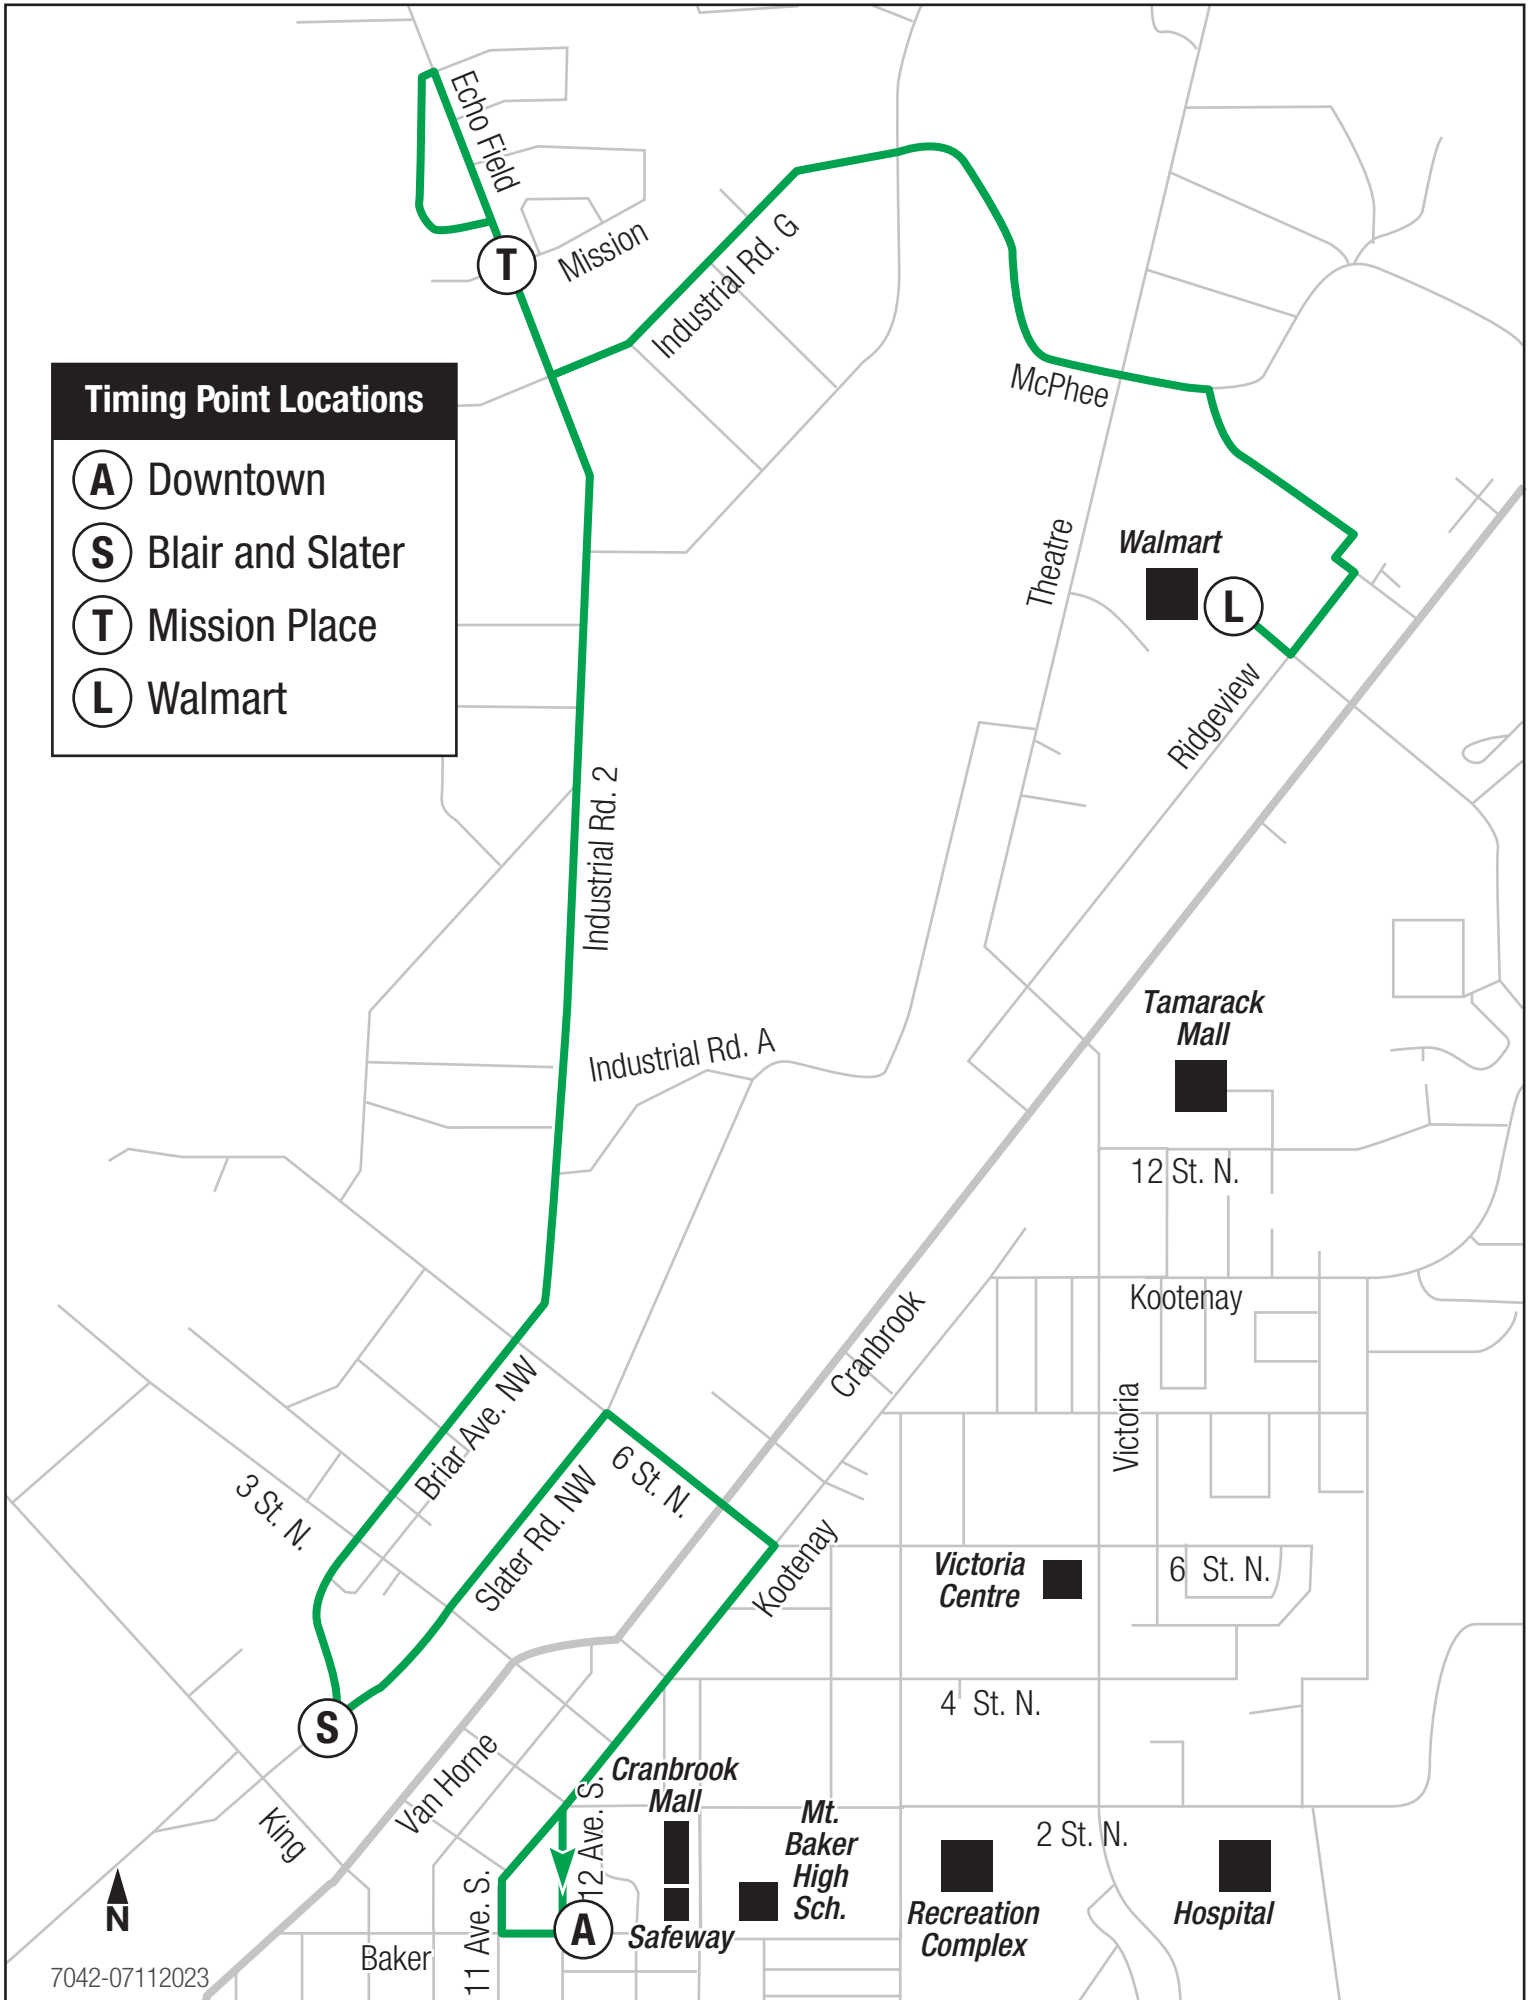 Echo Field
T
Mission
Industrial Rd. G
McPhee
Timing Point Locations
A Downtown
S Blair and Slater
T Mission Place
L Walmart
Theatre
Walmart
L
Ridgeview
Industrial Rd. 2
Tamarack
Mall
Industrial Rd. A
12 St. N.
Kootenay
Cranbrook
Victoria
Briar Ave. NW
3 St. N.
6 St. N.
Slater Rd. NW
Kootenay
Victoria
Centre
6 St. N.
4 St. N.
S
Van Horne
King
Cranbrook
Mall
12 Ave. S.
Mt.
Baker
High
Sch.
2 St. N.
11 Ave. S.
A
Safeway
Recreation
Complex
Hospital
N
Baker
7042-07112023